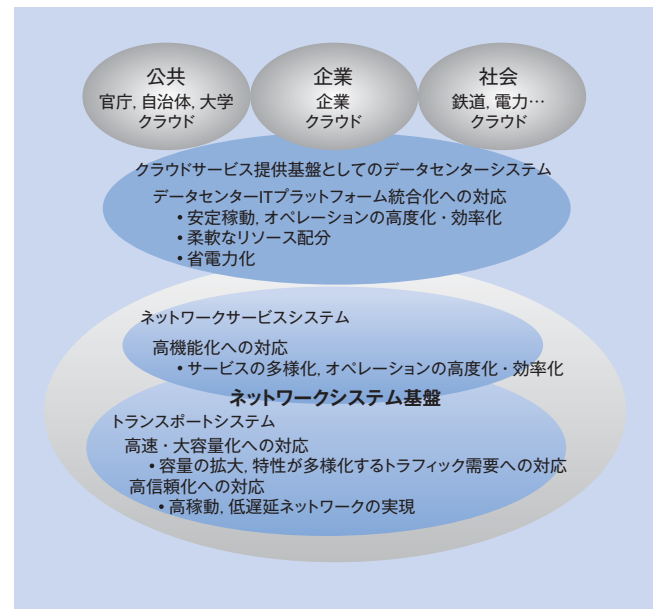 公共
官庁, 自治体, 大学
クラウド
企業
企業
クラウド
社会
鉄道, 電力…
クラウド
クラウドサービス提供基盤としてのデータセンターシステム
データセンターITプラットフォーム統合化への対応
• 安定稼動, オペレーションの高度化・効率化
• 柔軟なリソース配分
• 省電力化
ネットワークサービスシステム
高機能化への対応
• サービスの多様化, オペレーションの高度化・効率化
ネットワークシステム基盤
トランスポートシステム
高速・大容量化への対応
• 容量の拡大, 特性が多様化するトラフィック需要への対応
高信頼化への対応
• 高稼動, 低遅延ネットワークの実現